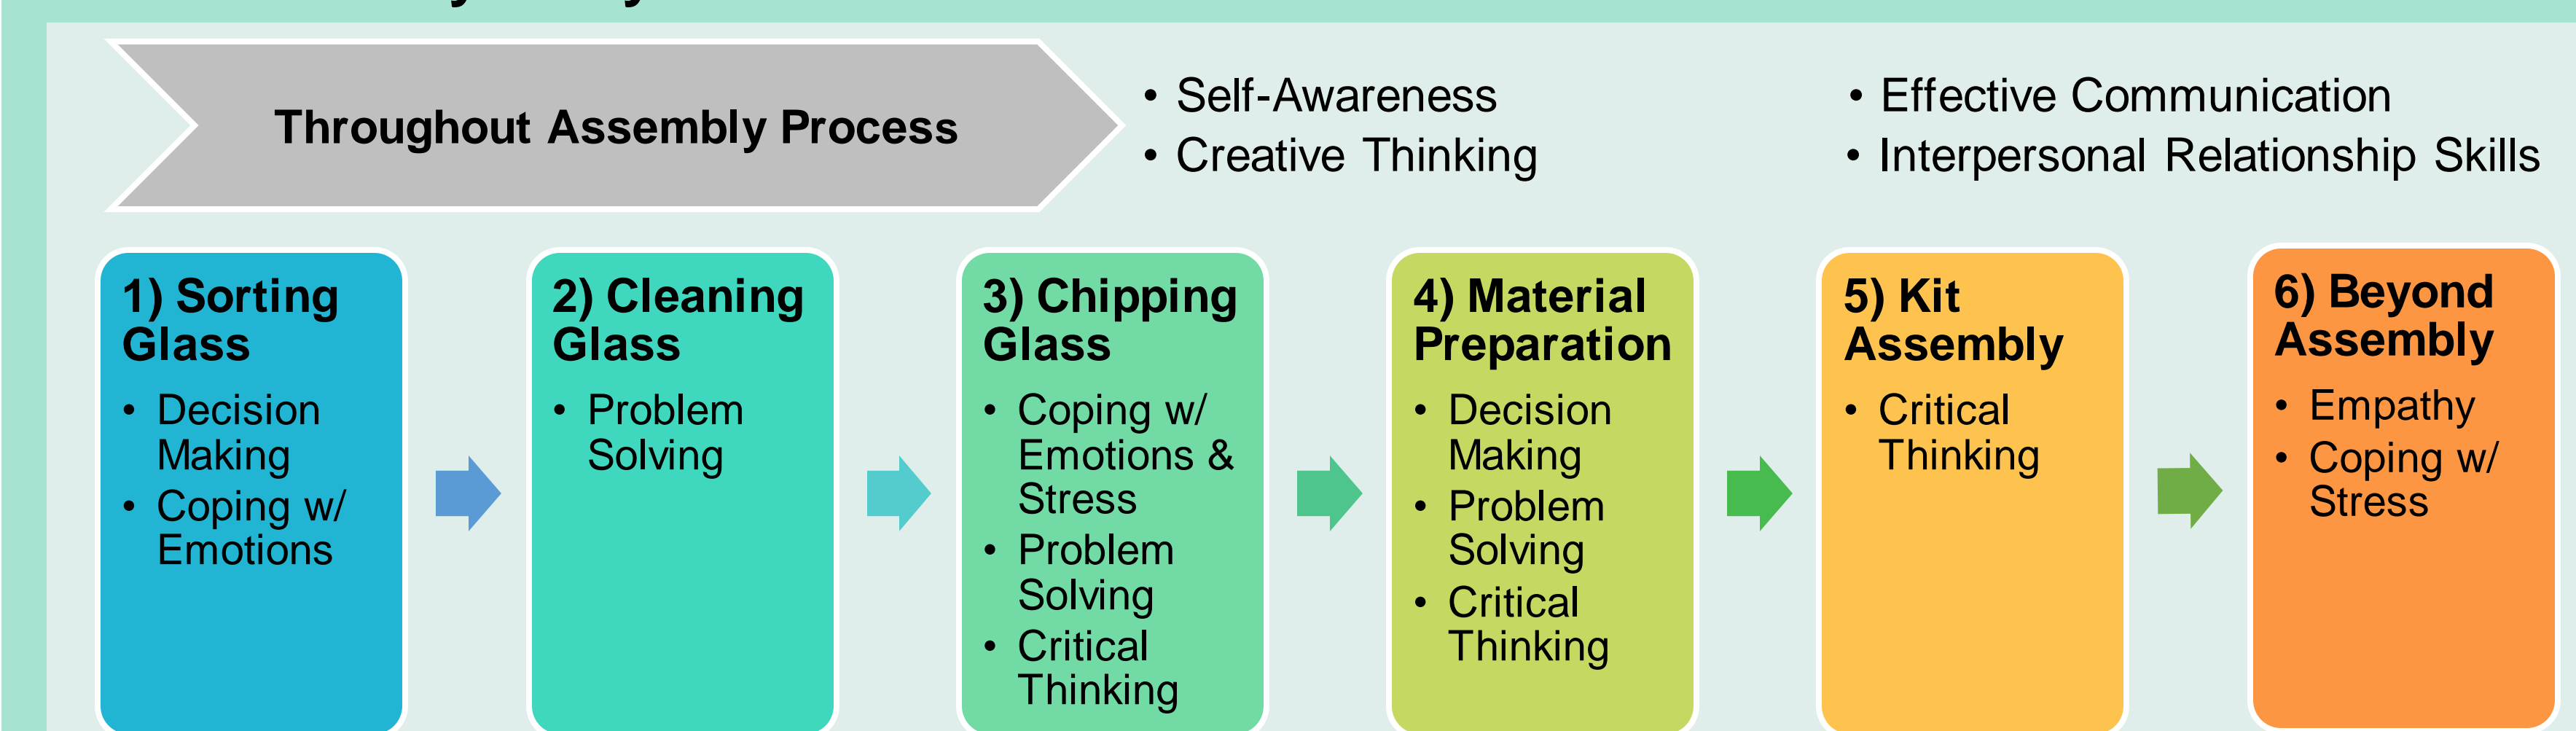 Throughout Assembly Process
• Self-Awareness
• Creative Thinking
• Effective Communication
• Interpersonal Relationship Skills
1) Sorting
Glass
• Decision
Making
• Coping w/
Emotions
2) Cleaning
Glass
• Problem
Solving
3) Chipping
Glass
• Coping w/
Emotions &
Stress
• Problem
Solving
• Critical
Thinking
4) Material
Preparation
• Decision
Making
• Problem
Solving
• Critical
Thinking
5) Kit
Assembly
• Critical
Thinking
6) Beyond
Assembly
• Empathy
• Coping w/
Stress